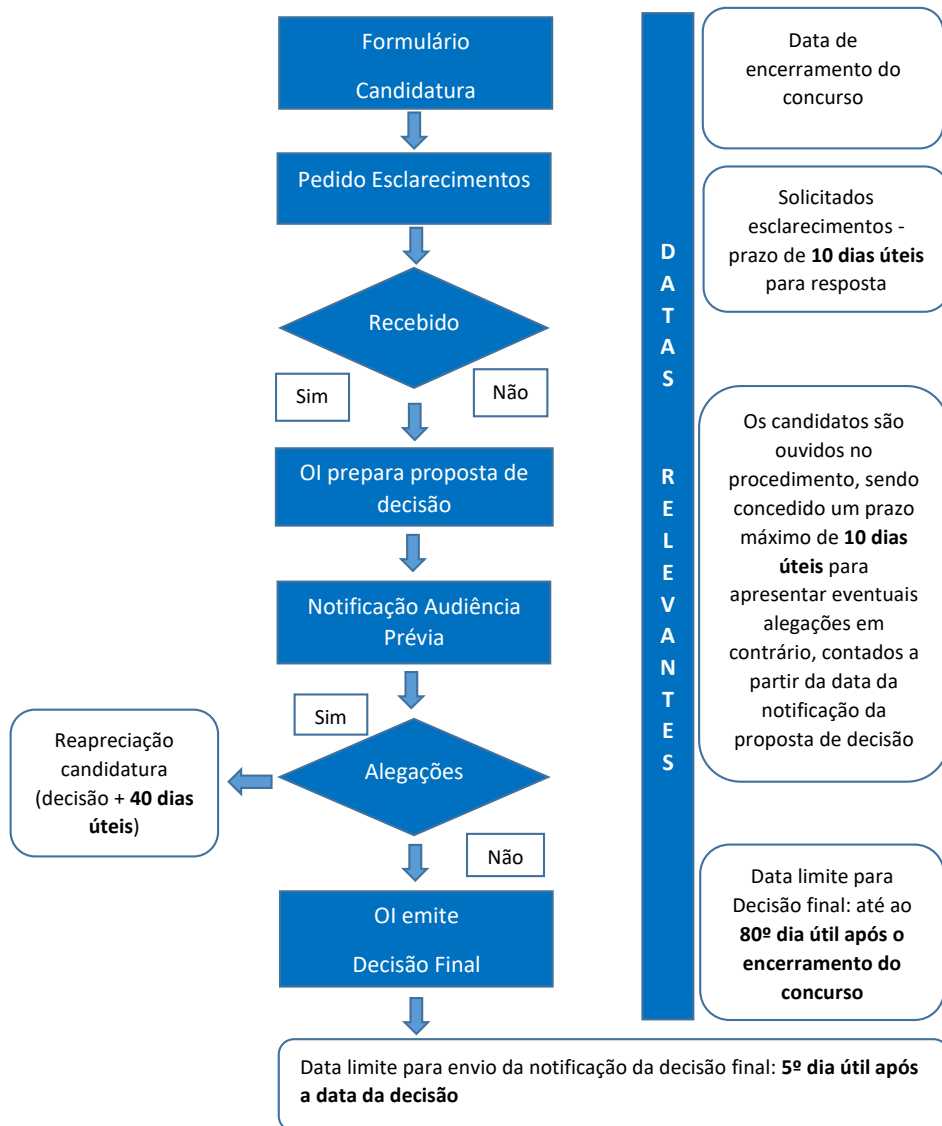 Formulário
Candidatura
Data de
encerramento do
concurso
Pedido Esclarecimentos
Solicitados
esclarecimentos -
prazo de 10 dias úteis
para resposta
Recebido
Sim
Não
D
A
T
A
S
R
E
L
E
V
A
N
T
E
S
OI prepara proposta de
decisão
Os candidatos são
ouvidos no
procedimento, sendo
concedido um prazo
máximo de 10 dias
úteis para
apresentar eventuais
alegações em
contrário, contados a
partir da data da
notificação da
proposta de decisão
Notificação Audiência
Prévia
Sim
Alegações
Reapreciação
candidatura
(decisão + 40 dias
úteis)
Não
OI emite
Decisão Final
Data limite para
Decisão final: até ao
80º dia útil após o
encerramento do
concurso
Data limite para envio da notificação da decisão final: 5º dia útil após
a data da decisão